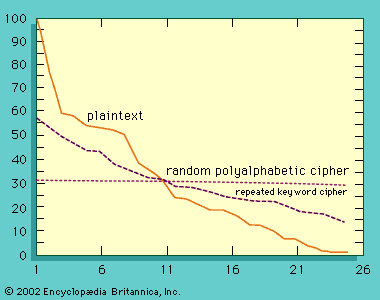 100
90
80
70
60
50
40
30
20
10
0
plaintext
random polyalphabetic cipher
repeated keyword cipher
1 6 11 16 21 26
© 2002 Encyclopædia Britannica, Inc.